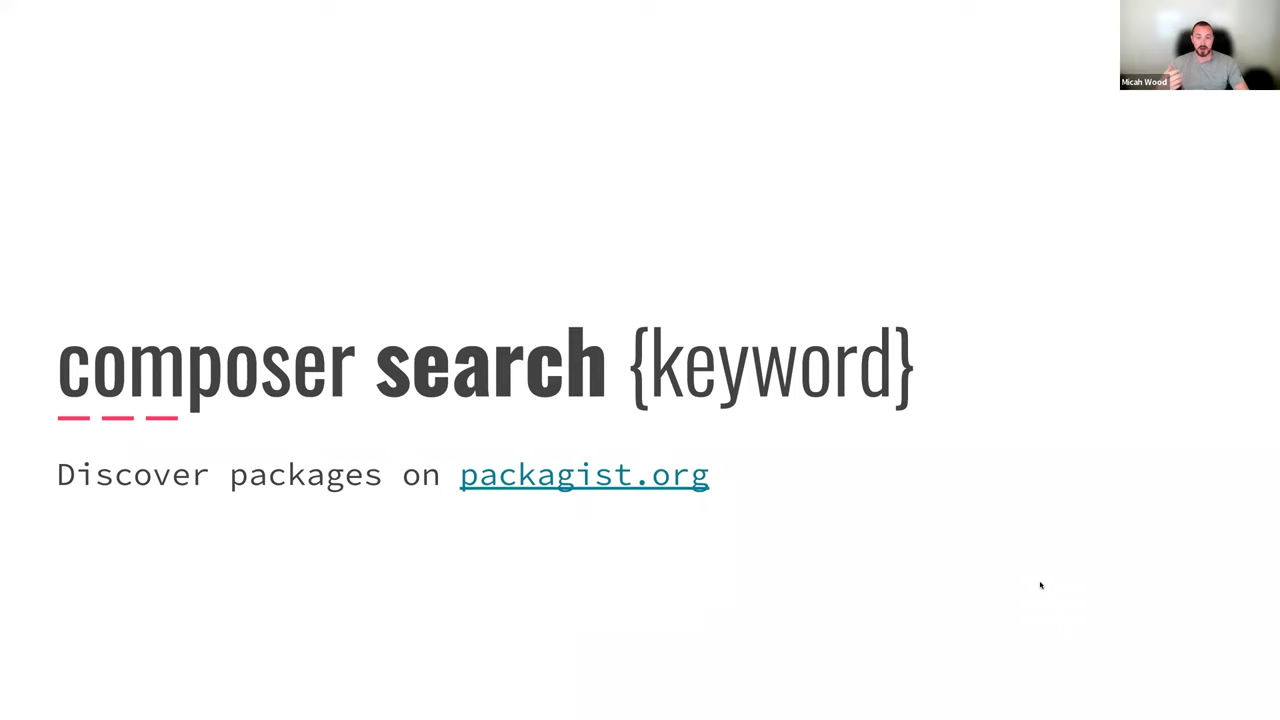 Micah Wood
composer search {keyword}
Discover packages on packagist.org